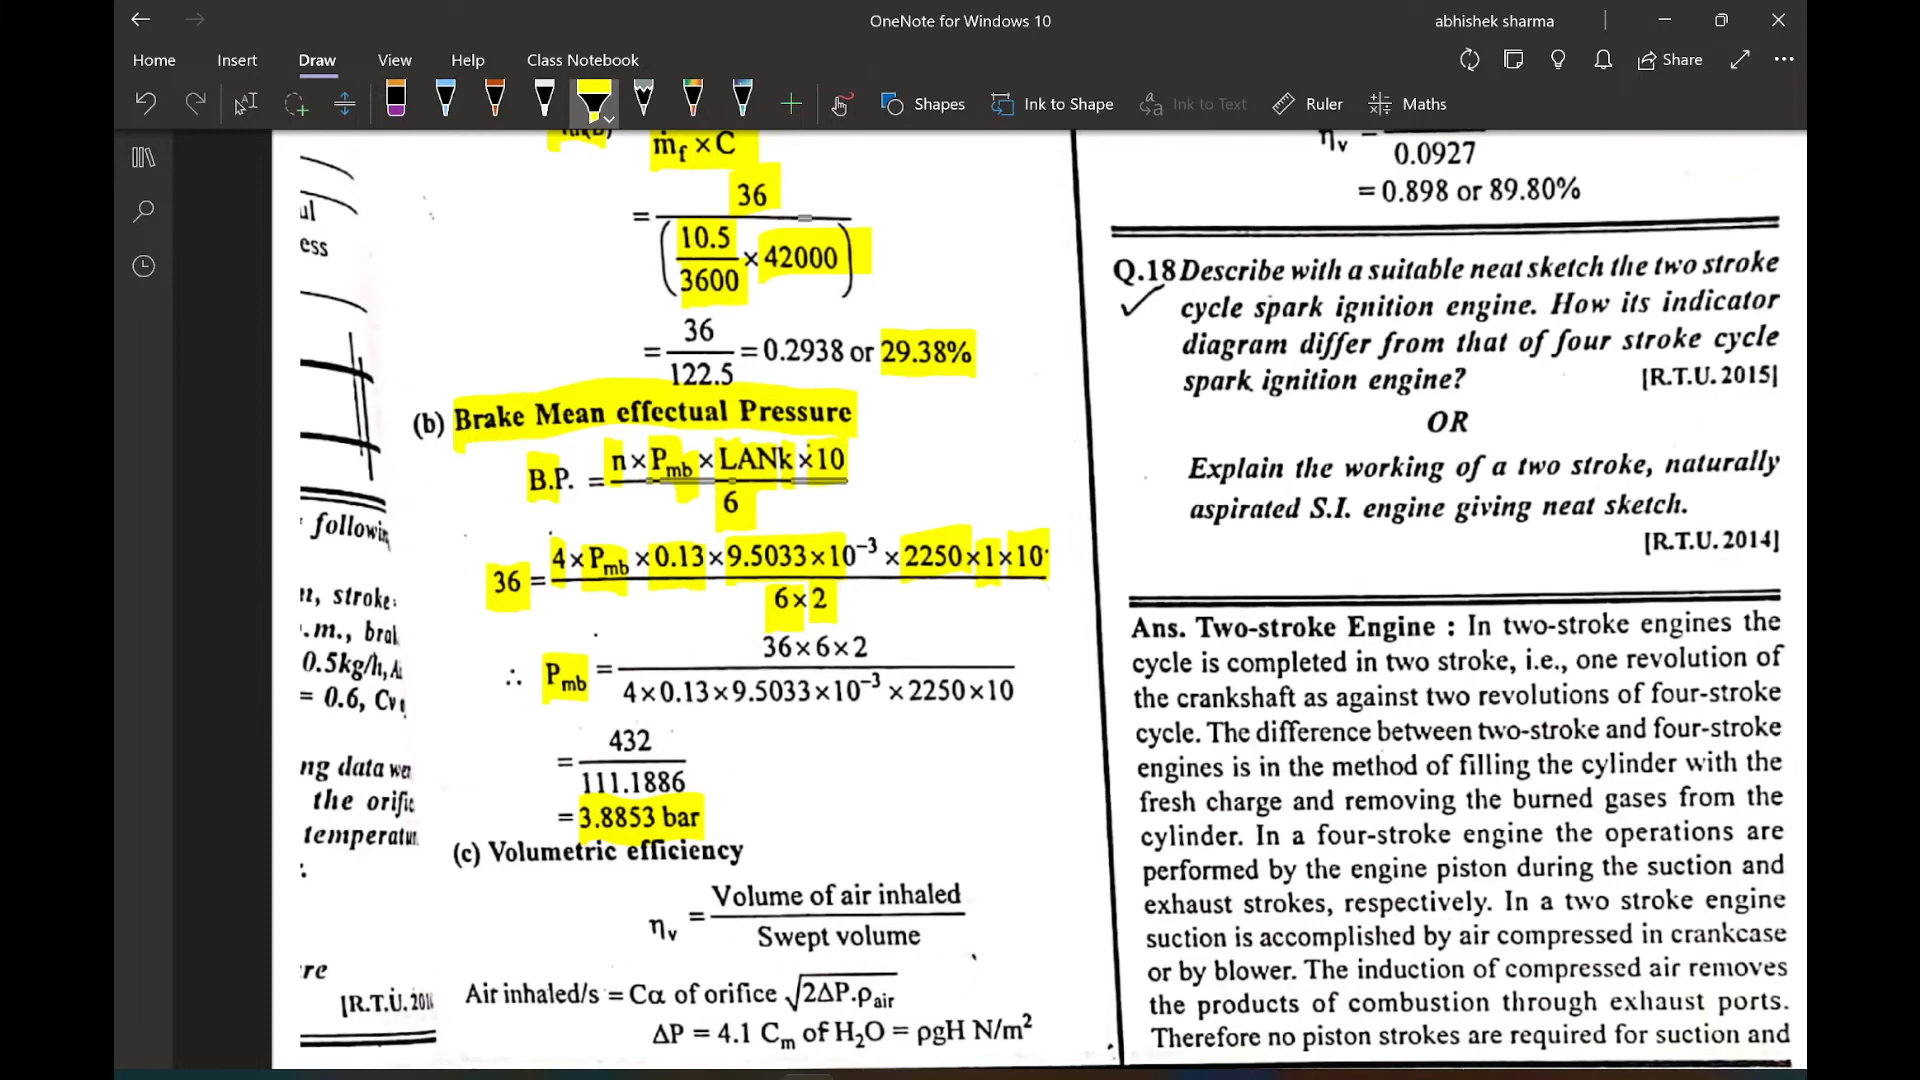 OneNote for Windows 10
abhishek sharma
Home Insert Draw View Help Class Notebook
Share
Shapes Ink to Shape Ink to Text Ruler Maths
ṁf × C
= 36
( 10.5 / 3600 × 42000 )
= 36 / 122.5 = 0.2938 or 29.38%
(b) Brake Mean effectual Pressure
B.P. = n × Pmb × LANk × 10 / 6
36 = 4 × Pmb × 0.13 × 9.5033 × 10⁻³ × 2250 × 1 × 10 / 6 × 2
∴ Pmb = 36 × 6 × 2 / 4 × 0.13 × 9.5033 × 10⁻³ × 2250 × 10
= 432 / 111.1886
= 3.8853 bar
(c) Volumetric efficiency
ηv = Volume of air inhaled / Swept volume
Air inhaled/s = Cα of orifice √2ΔP.ρair
ΔP = 4.1 Cm of H₂O = ρgH N/m²
ul
ess
followin
m, stroke
.m., brak
0.5kg/h, A
= 0.6, Cv
ng data we
the orific
temperatu
:
re
[R.T.U. 201
ηv =
0.0927
= 0.898 or 89.80%
Q.18 Describe with a suitable neat sketch the two stroke
cycle spark ignition engine. How its indicator
diagram differ from that of four stroke cycle
spark ignition engine? [R.T.U. 2015]
OR
Explain the working of a two stroke, naturally
aspirated S.I. engine giving neat sketch.
[R.T.U. 2014]
Ans. Two-stroke Engine : In two-stroke engines the
cycle is completed in two stroke, i.e., one revolution of
the crankshaft as against two revolutions of four-stroke
cycle. The difference between two-stroke and four-stroke
engines is in the method of filling the cylinder with the
fresh charge and removing the burned gases from the
cylinder. In a four-stroke engine the operations are
performed by the engine piston during the suction and
exhaust strokes, respectively. In a two stroke engine
suction is accomplished by air compressed in crankcase
or by blower. The induction of compressed air removes
the products of combustion through exhaust ports.
Therefore no piston strokes are required for suction and